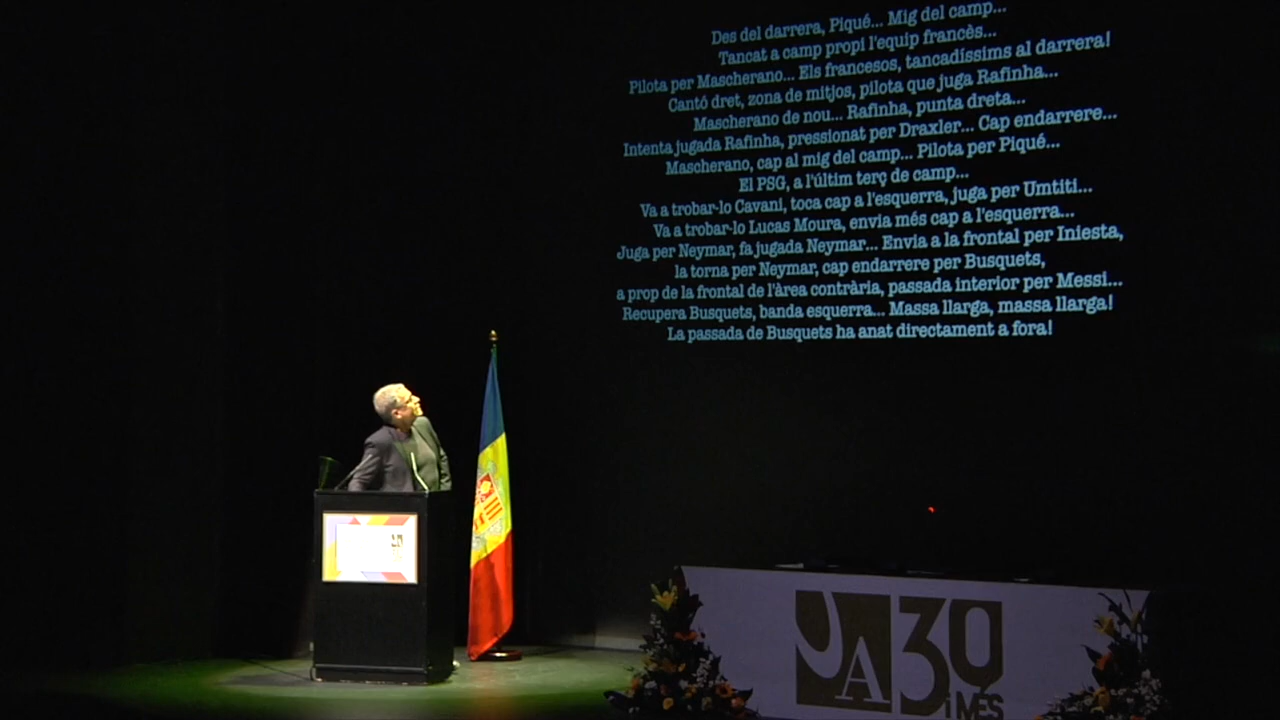 Des del darrera, Piqué... Mig del camp...
Tancat a camp propi l'equip francès...
Pilota per Mascherano... Els francesos, tancadíssims al darrera!
Cantó dret, zona de mitjos, pilota que juga Rafinha...
Mascherano de nou... Rafinha, punta dreta...
Intenta jugada Rafinha, pressionat per Draxler... Cap endarrere...
Mascherano, cap al mig del camp... Pilota per Piqué...
El PSG, a l'últim terç de camp...
Va a trobar-lo Cavani, toca cap a l'esquerra, juga per Umtiti...
Va a trobar-lo Lucas Moura, envia més cap a l'esquerra...
Juga per Neymar, fa jugada Neymar... Envia a la frontal per Iniesta,
la torna per Neymar, cap endarrere per Busquets,
a prop de la frontal de l'àrea contrària, passada interior per Messi...
Recupera Busquets, banda esquerra... Massa llarga, massa llarga!
La passada de Busquets ha anat directament a fora!
UA 30
i MÉS